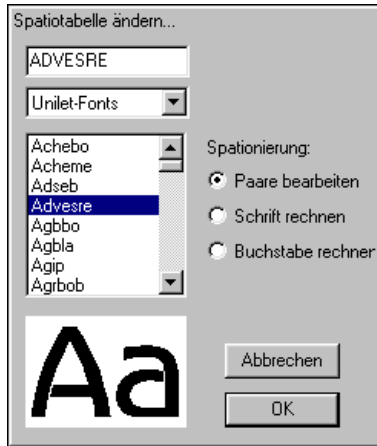 Spatiotabelle ändern...
ADVESRE
Unilet-Fonts
Achebo
Acheme
Adseb
Advesre
Agbbo
Agbla
Agip
Agrbob
Spationierung:
Paare bearbeiten
Schrift rechnen
Buchstabe rechnen
Aa
Abbrechen
OK